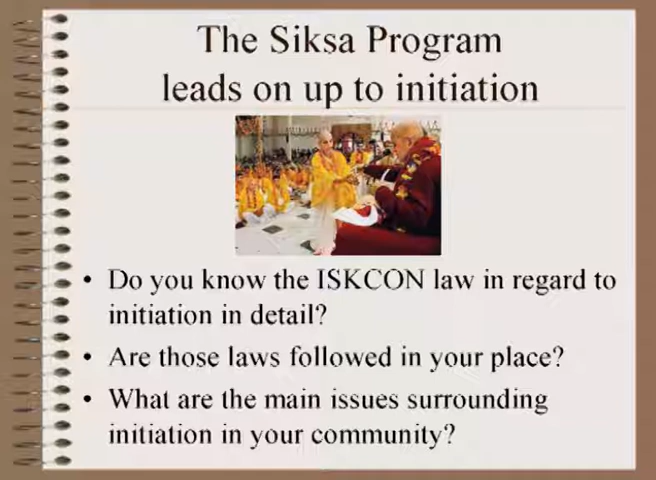 The Siksa Program
leads on up to initiation
• Do you know the ISKCON law in regard to
initiation in detail?
• Are those laws followed in your place?
• What are the main issues surrounding
initiation in your community?